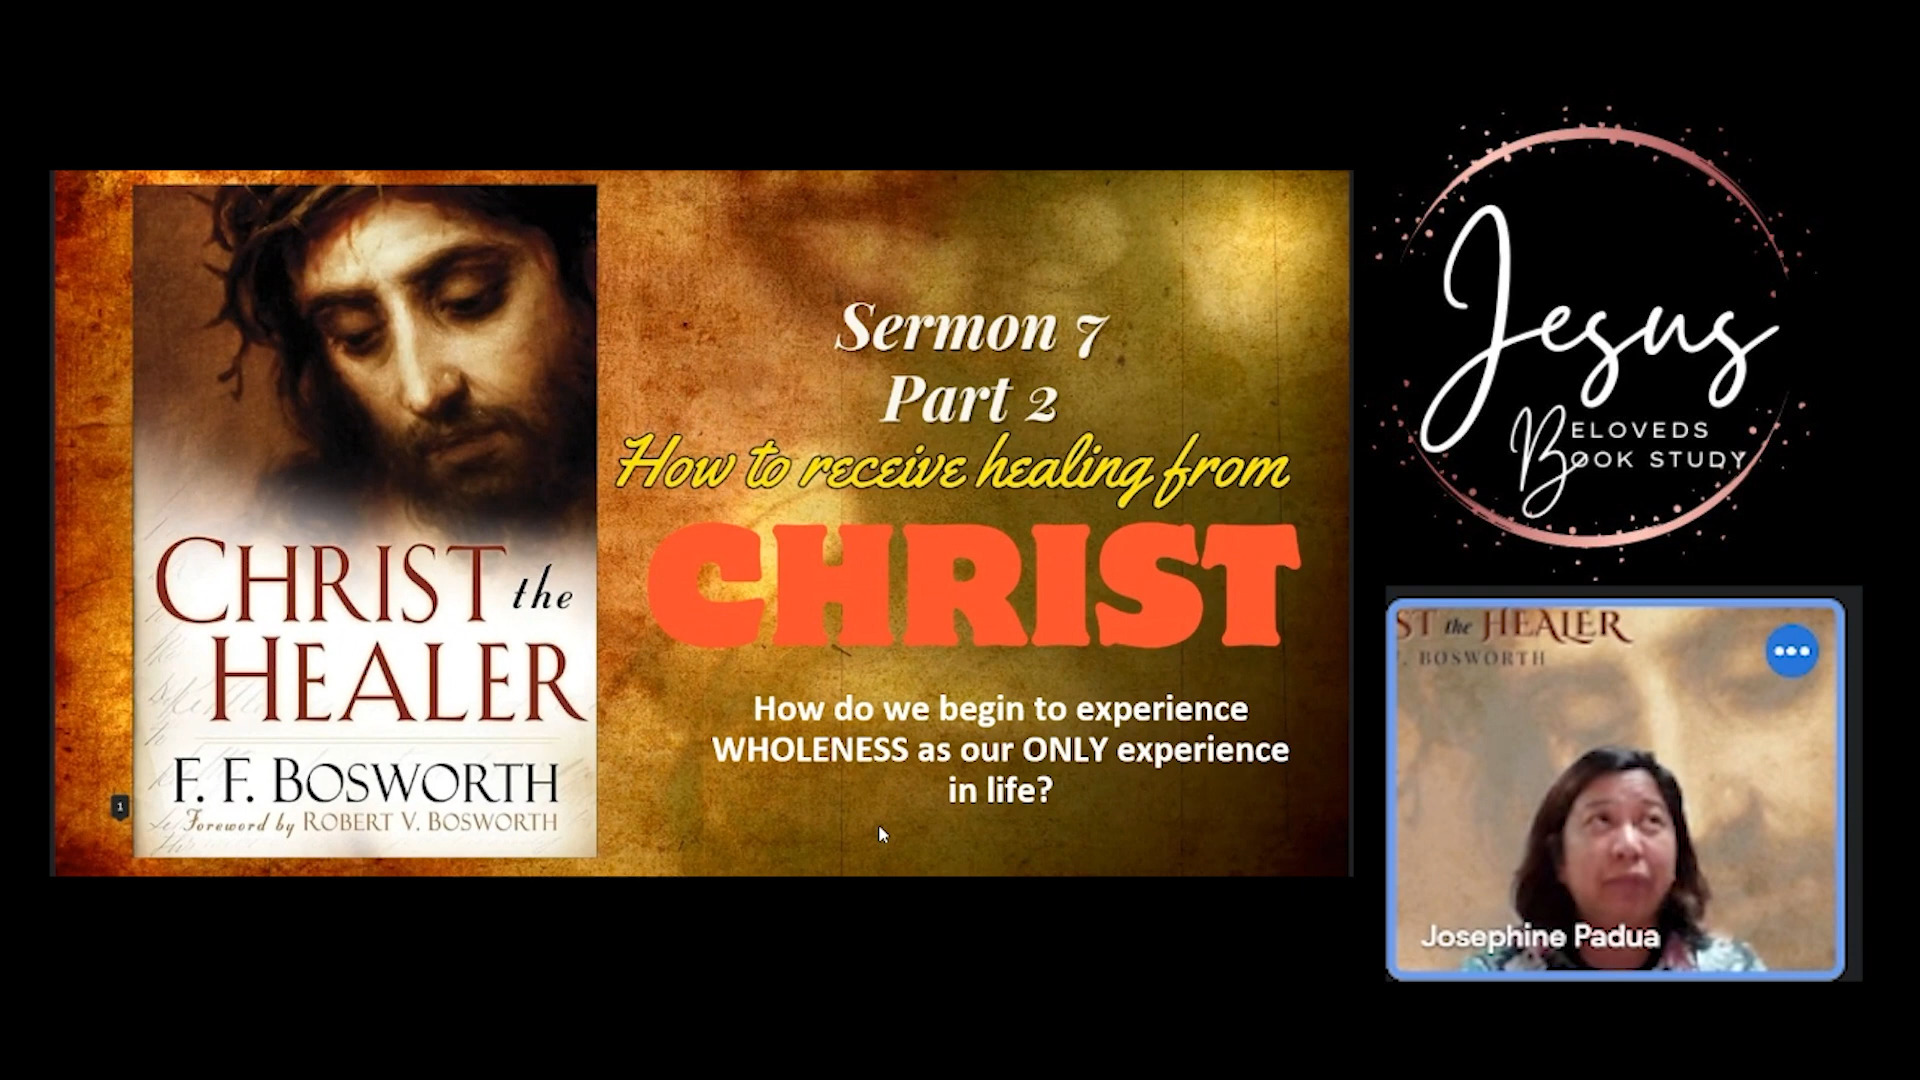 CHRIST the
HEALER
F. F. BOSWORTH
Foreword by ROBERT V. BOSWORTH
1
Sermon 7
Part 2
How to receive healing from
CHRIST
How do we begin to experience
WHOLENESS as our ONLY experience
in life?
Jesus
BELOVEDS
BOOK STUDY
ST the HEALER
. BOSWORTH
Josephine Padua